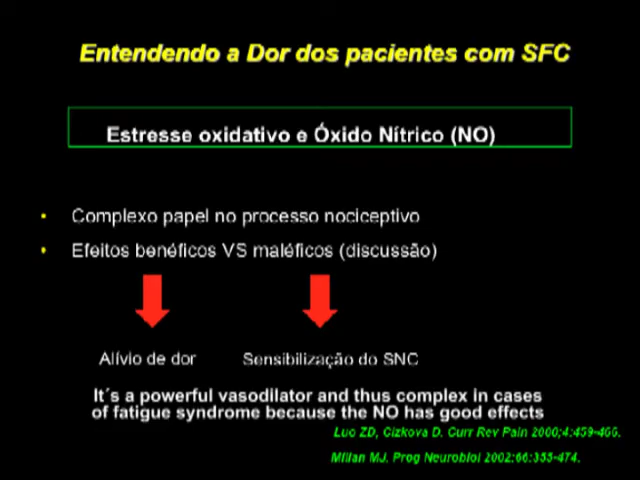 Entendendo a Dor dos pacientes com SFC
Estresse oxidativo e Óxido Nítrico (NO)
• Complexo papel no processo nociceptivo
• Efeitos benéficos VS maléficos (discussão)
Alívio de dor Sensibilização do SNC
It´s a powerful vasodilator and thus complex in cases
of fatigue syndrome because the NO has good effects
Luo ZD, Cizkova D. Curr Rev Pain 2000;4:459-466.
Millan MJ. Prog Neurobiol 2002:66:355-474.